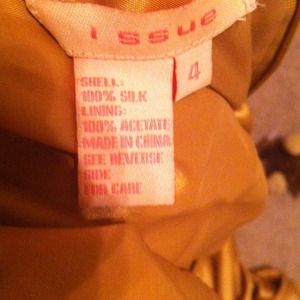 I ssue
4
SHELL:
100% SILK
LINING:
100% ACETATE
MADE IN CHINA
SEE REVERSE
SIDE
FOR CARE